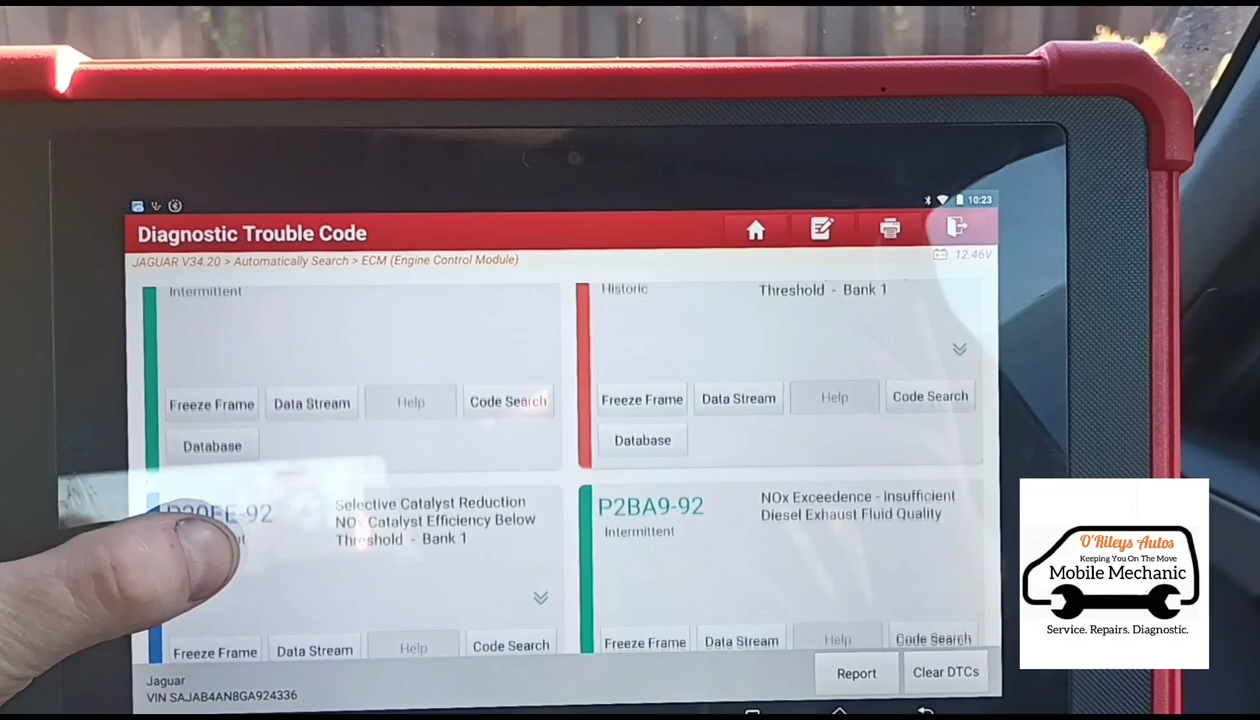 10:23
Diagnostic Trouble Code
JAGUAR V34.20 > Automatically Search > ECM (Engine Control Module)
12.46V
Intermittent
Freeze Frame
Data Stream
Help
Code Search
Database
Historic
Threshold - Bank 1
Freeze Frame
Data Stream
Help
Code Search
Database
Selective Catalyst Reduction
NOx Catalyst Efficiency Below
Threshold - Bank 1
Freeze Frame
Data Stream
Help
Code Search
P2BA9-92
Intermittent
NOx Exceedence - Insufficient
Diesel Exhaust Fluid Quality
Freeze Frame
Data Stream
Help
Code Search
Jaguar
VIN SAJAB4AN8GA924336
Report
Clear DTCs
O'Rileys Autos
Keeping You On The Move
Mobile Mechanic
Service. Repairs. Diagnostic.